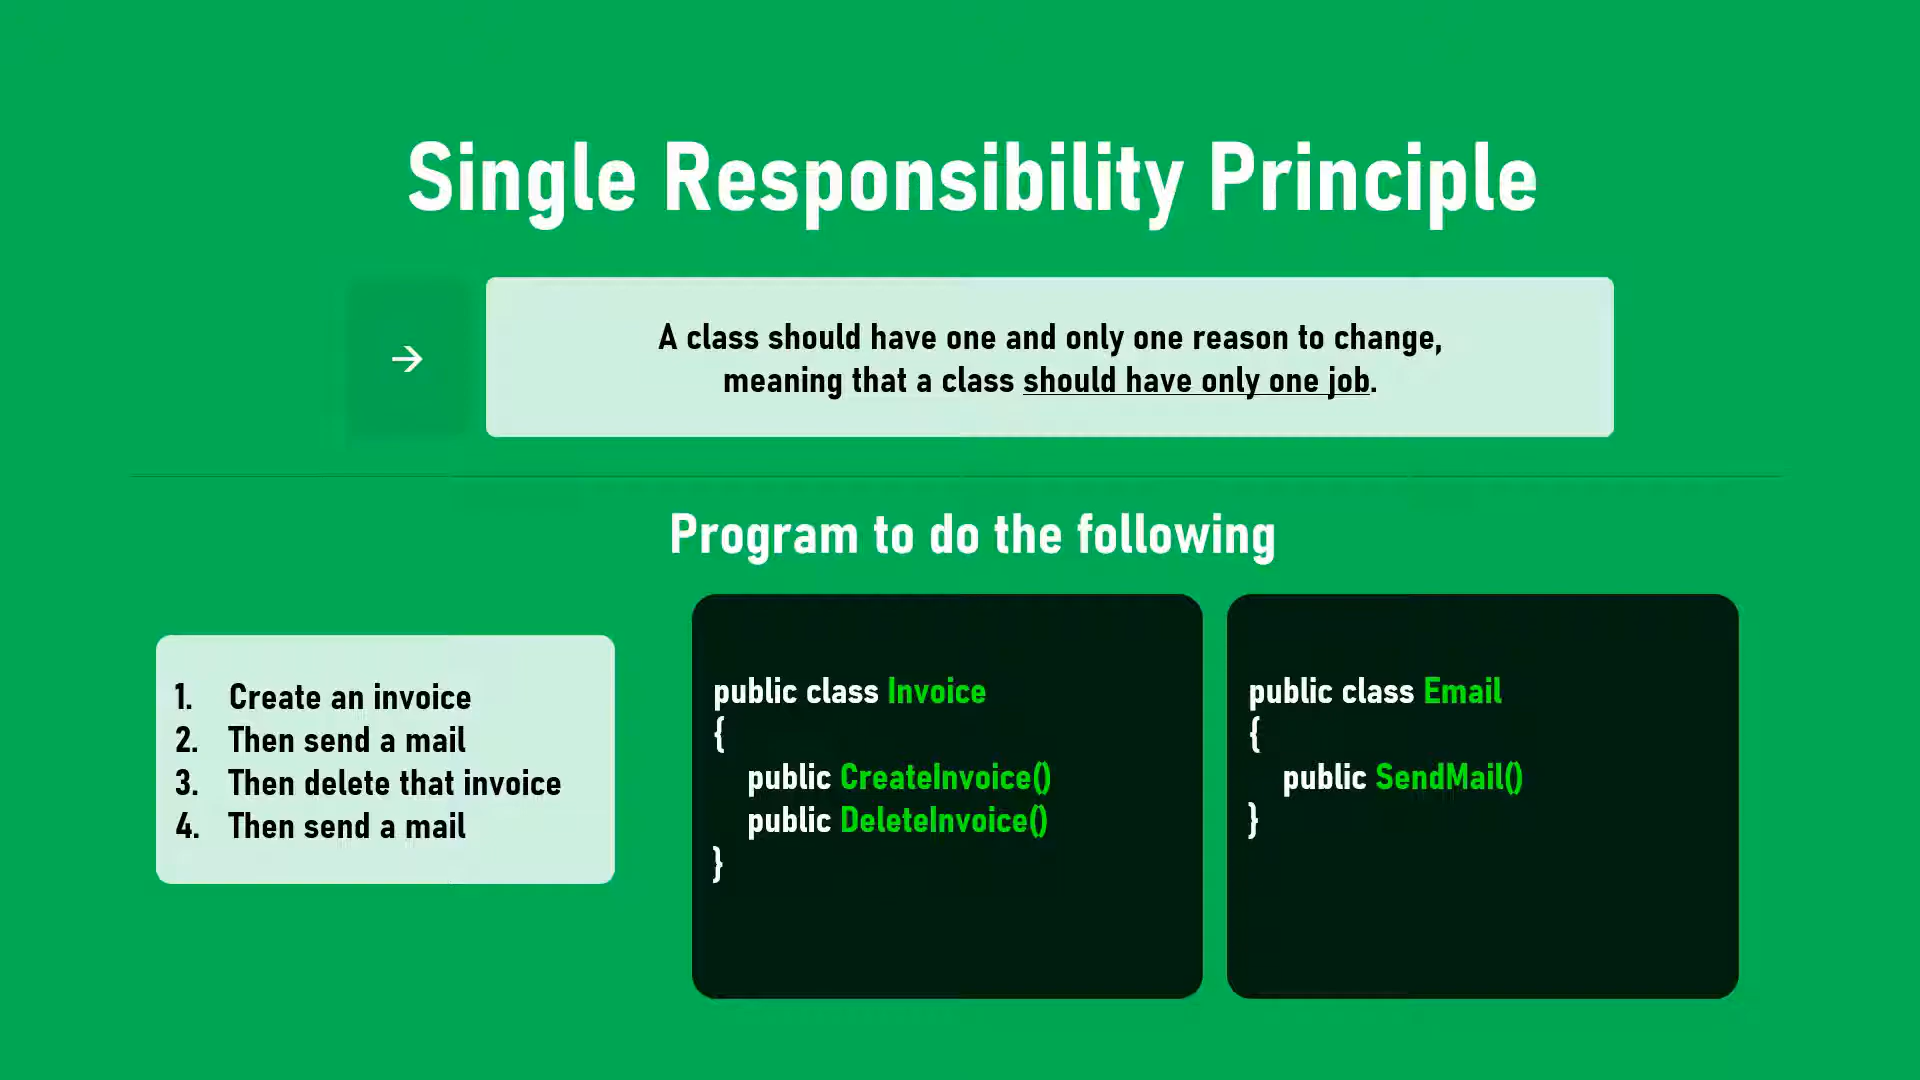 Single Responsibility Principle
→
A class should have one and only one reason to change,
meaning that a class should have only one job.
Program to do the following
1. Create an invoice
2. Then send a mail
3. Then delete that invoice
4. Then send a mail
public class Invoice
{
public CreateInvoice()
public DeleteInvoice()
}
public class Email
{
public SendMail()
}